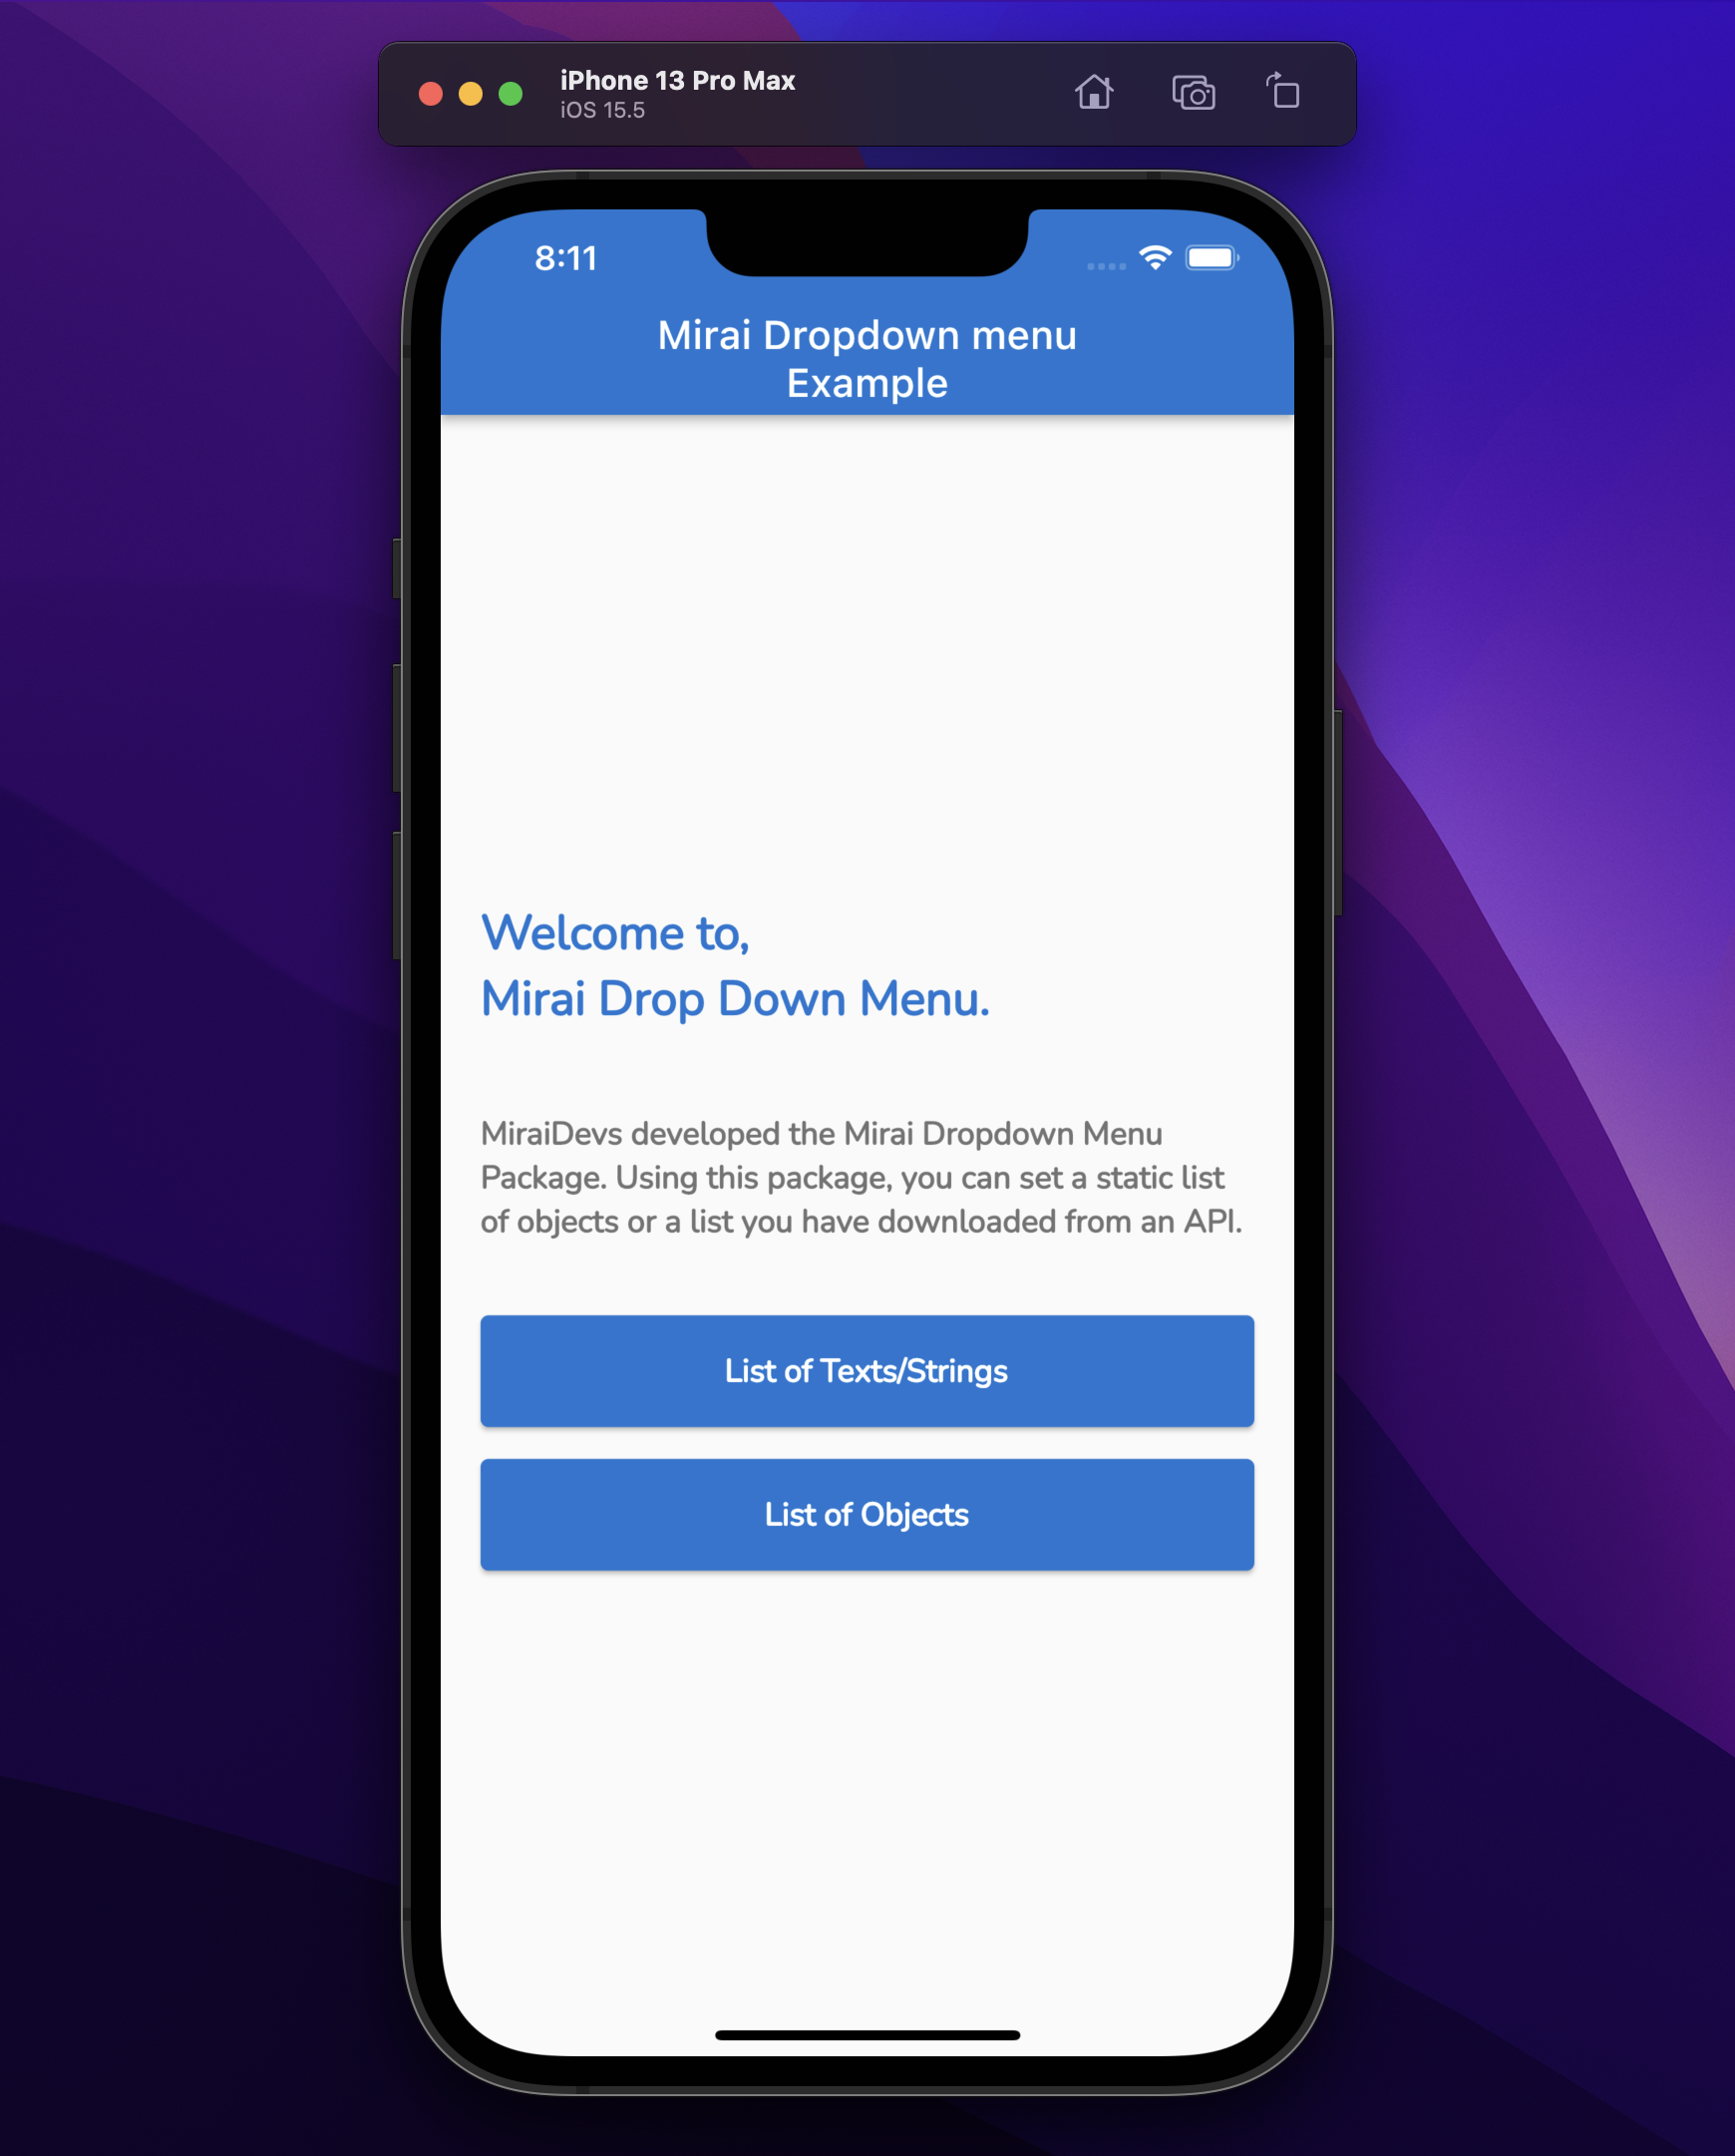 iPhone 13 Pro Max
iOS 15.5
8:11
Mirai Dropdown menu
Example
Welcome to,
Mirai Drop Down Menu.
MiraiDevs developed the Mirai Dropdown Menu
Package. Using this package, you can set a static list
of objects or a list you have downloaded from an API.
List of Texts/Strings
List of Objects